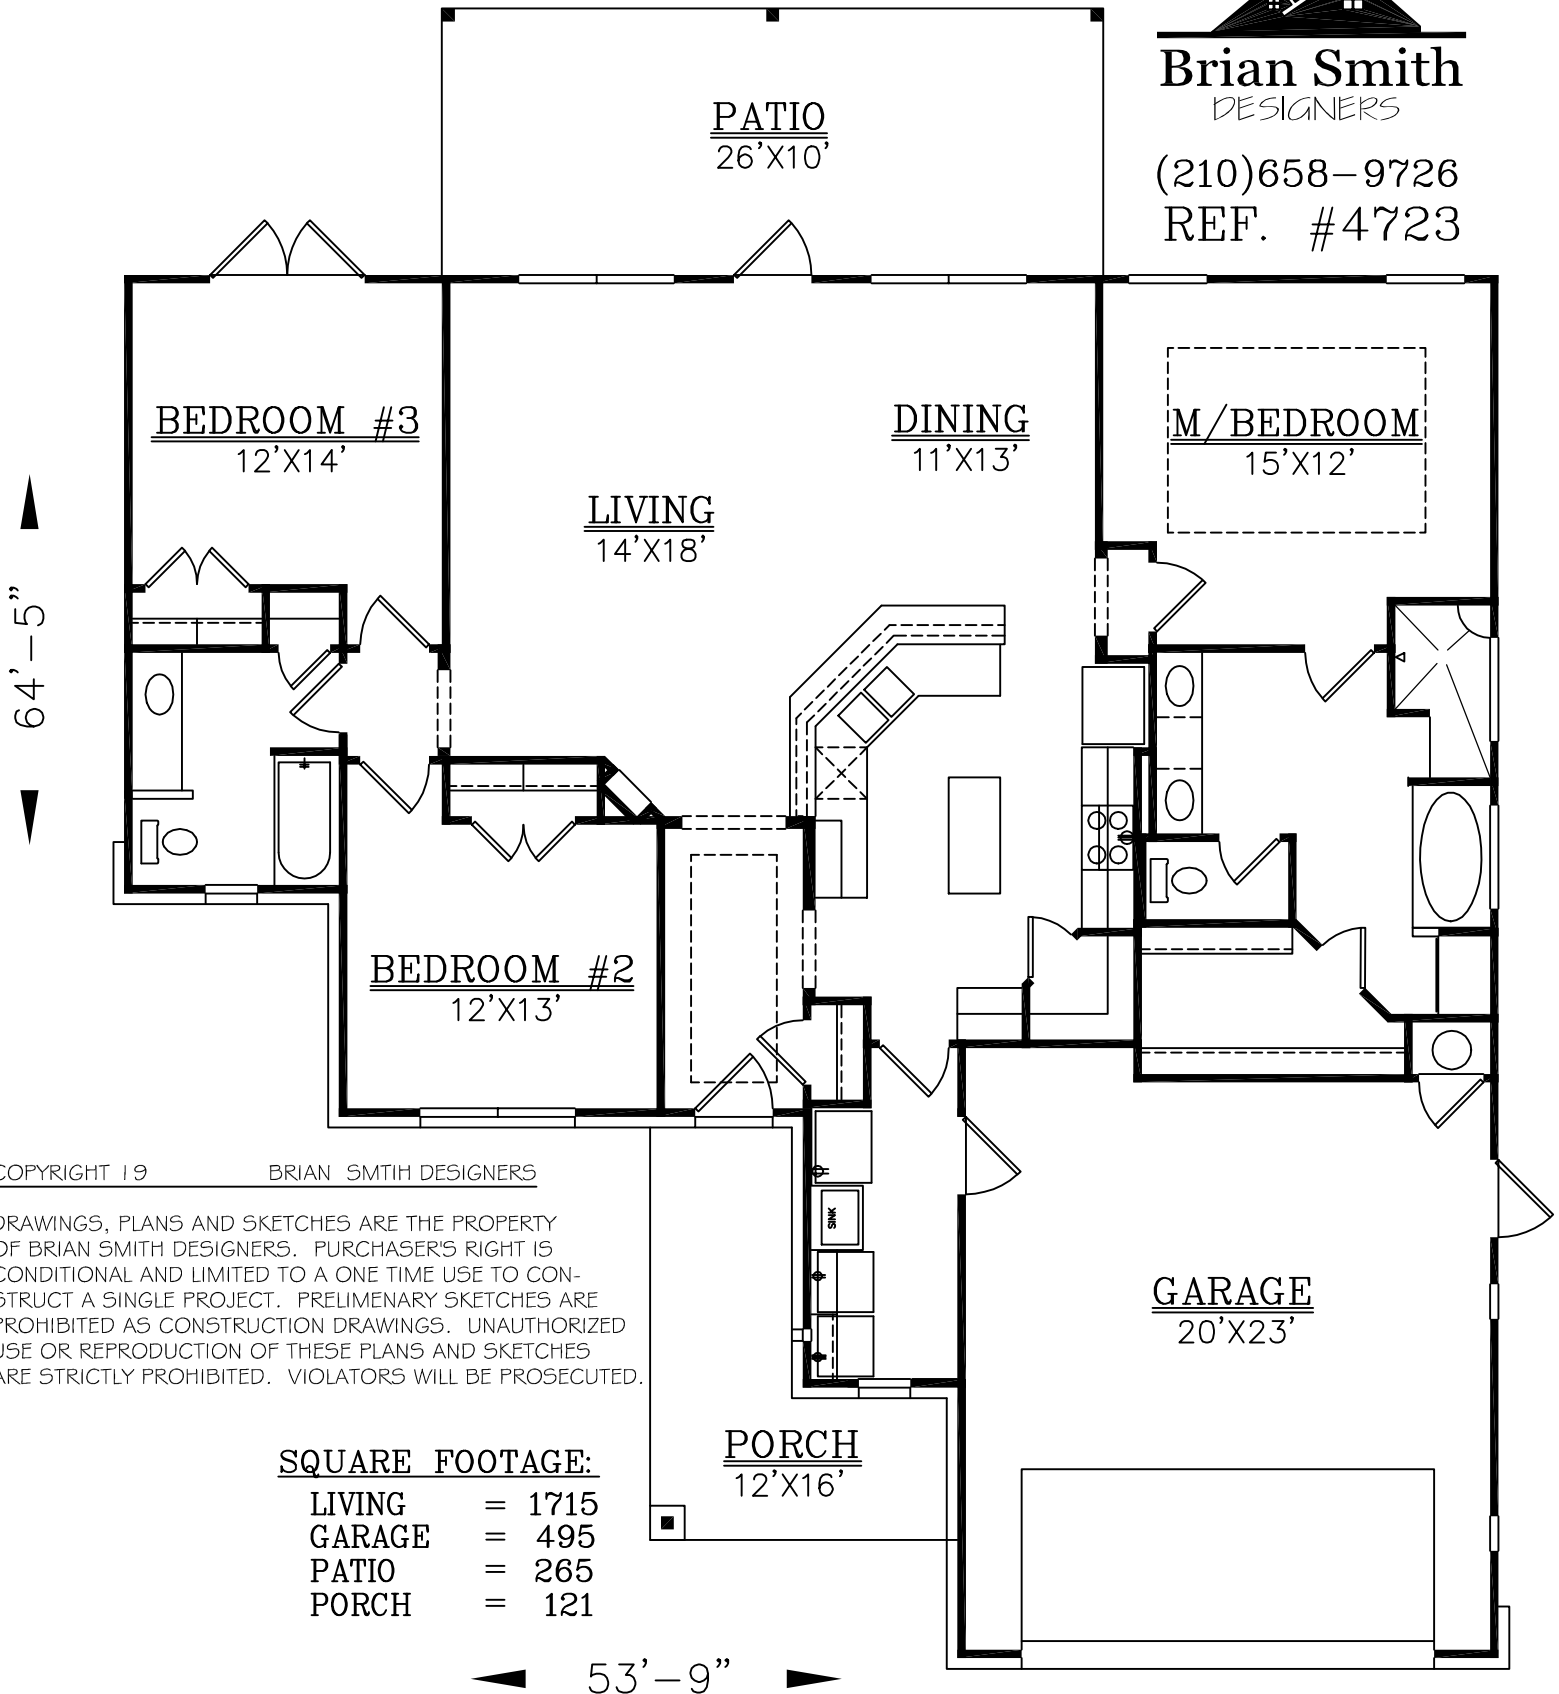 Brian Smith
DESIGNERS
(210)658-9726
REF. #4723
PATIO
26'X10'
BEDROOM #3
12'X14'
DINING
11'X13'
M/BEDROOM
15'X12'
LIVING
14'X18'
64'-5"
BEDROOM #2
12'X13'
COPYRIGHT 19 BRIAN SMTIH DESIGNERS
DRAWINGS, PLANS AND SKETCHES ARE THE PROPERTY
OF BRIAN SMITH DESIGNERS. PURCHASER'S RIGHT IS
CONDITIONAL AND LIMITED TO A ONE TIME USE TO CON-
STRUCT A SINGLE PROJECT. PRELIMENARY SKETCHES ARE
PROHIBITED AS CONSTRUCTION DRAWINGS. UNAUTHORIZED
USE OR REPRODUCTION OF THESE PLANS AND SKETCHES
ARE STRICTLY PROHIBITED. VIOLATORS WILL BE PROSECUTED.
SINK
GARAGE
20'X23'
PORCH
12'X16'
SQUARE FOOTAGE:
LIVING = 1715
GARAGE = 495
PATIO = 265
PORCH = 121
53'-9"